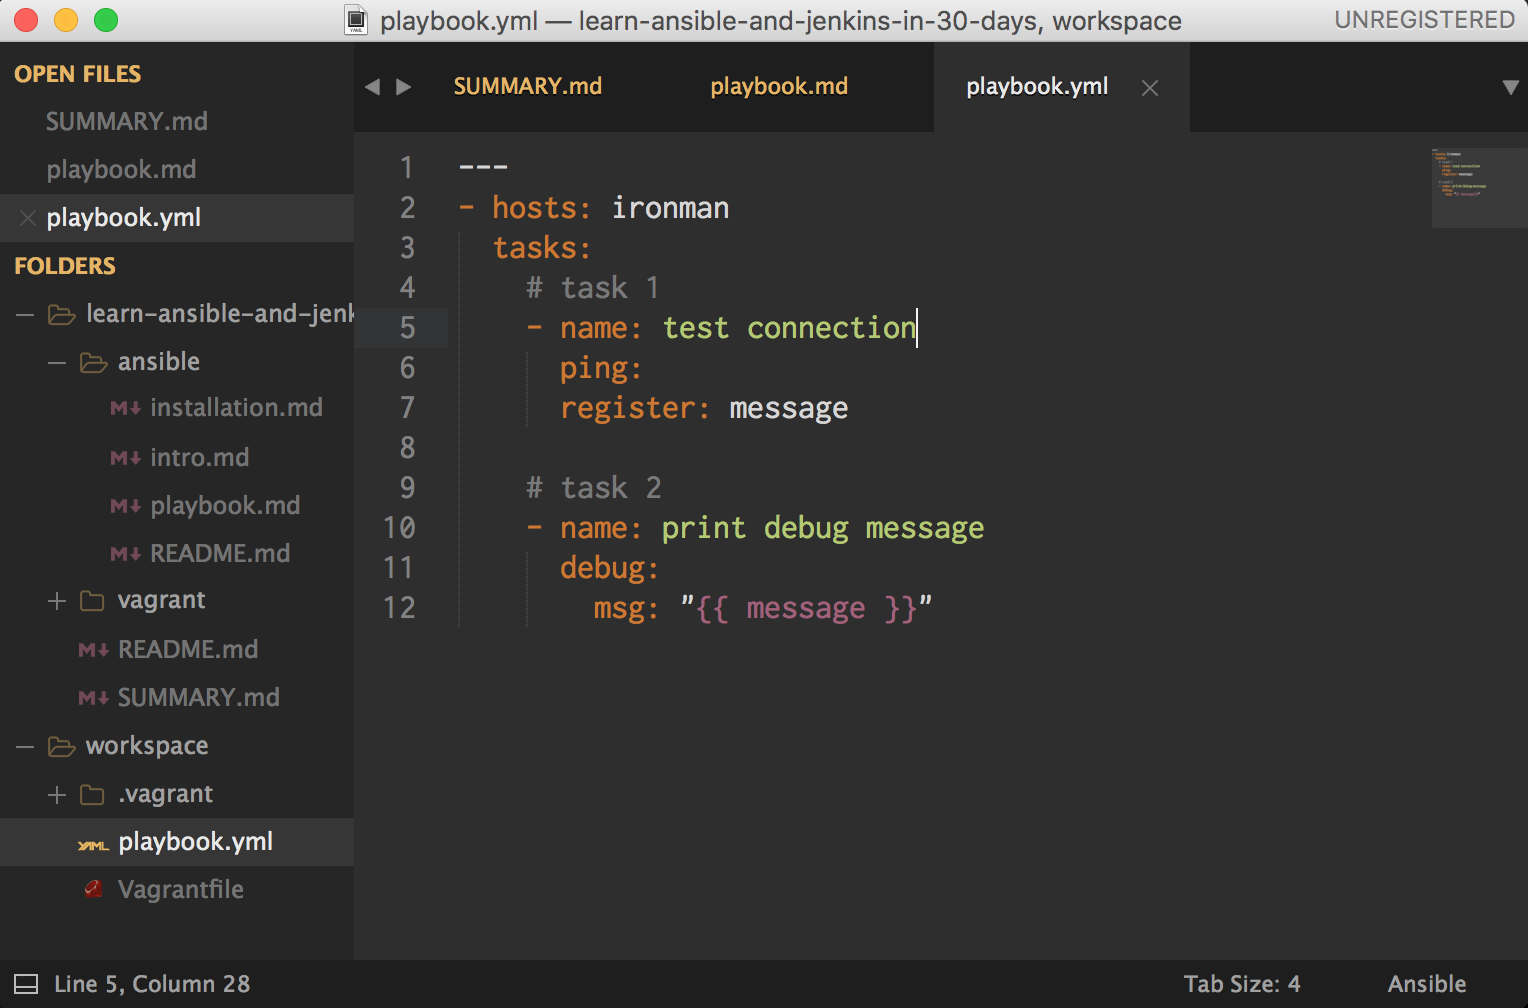 playbook.yml — learn-ansible-and-jenkins-in-30-days, workspace
UNREGISTERED
OPEN FILES
SUMMARY.md
playbook.md
playbook.yml
FOLDERS
learn-ansible-and-jenk
ansible
installation.md
intro.md
playbook.md
README.md
vagrant
README.md
SUMMARY.md
workspace
.vagrant
playbook.yml
Vagrantfile
SUMMARY.md playbook.md playbook.yml
1 ---
2 - hosts: ironman
3   tasks:
4     # task 1
5     - name: test connection
6       ping:
7       register: message
8
9     # task 2
10     - name: print debug message
11       debug:
12         msg: "{{ message }}"
Line 5, Column 28
Tab Size: 4
Ansible